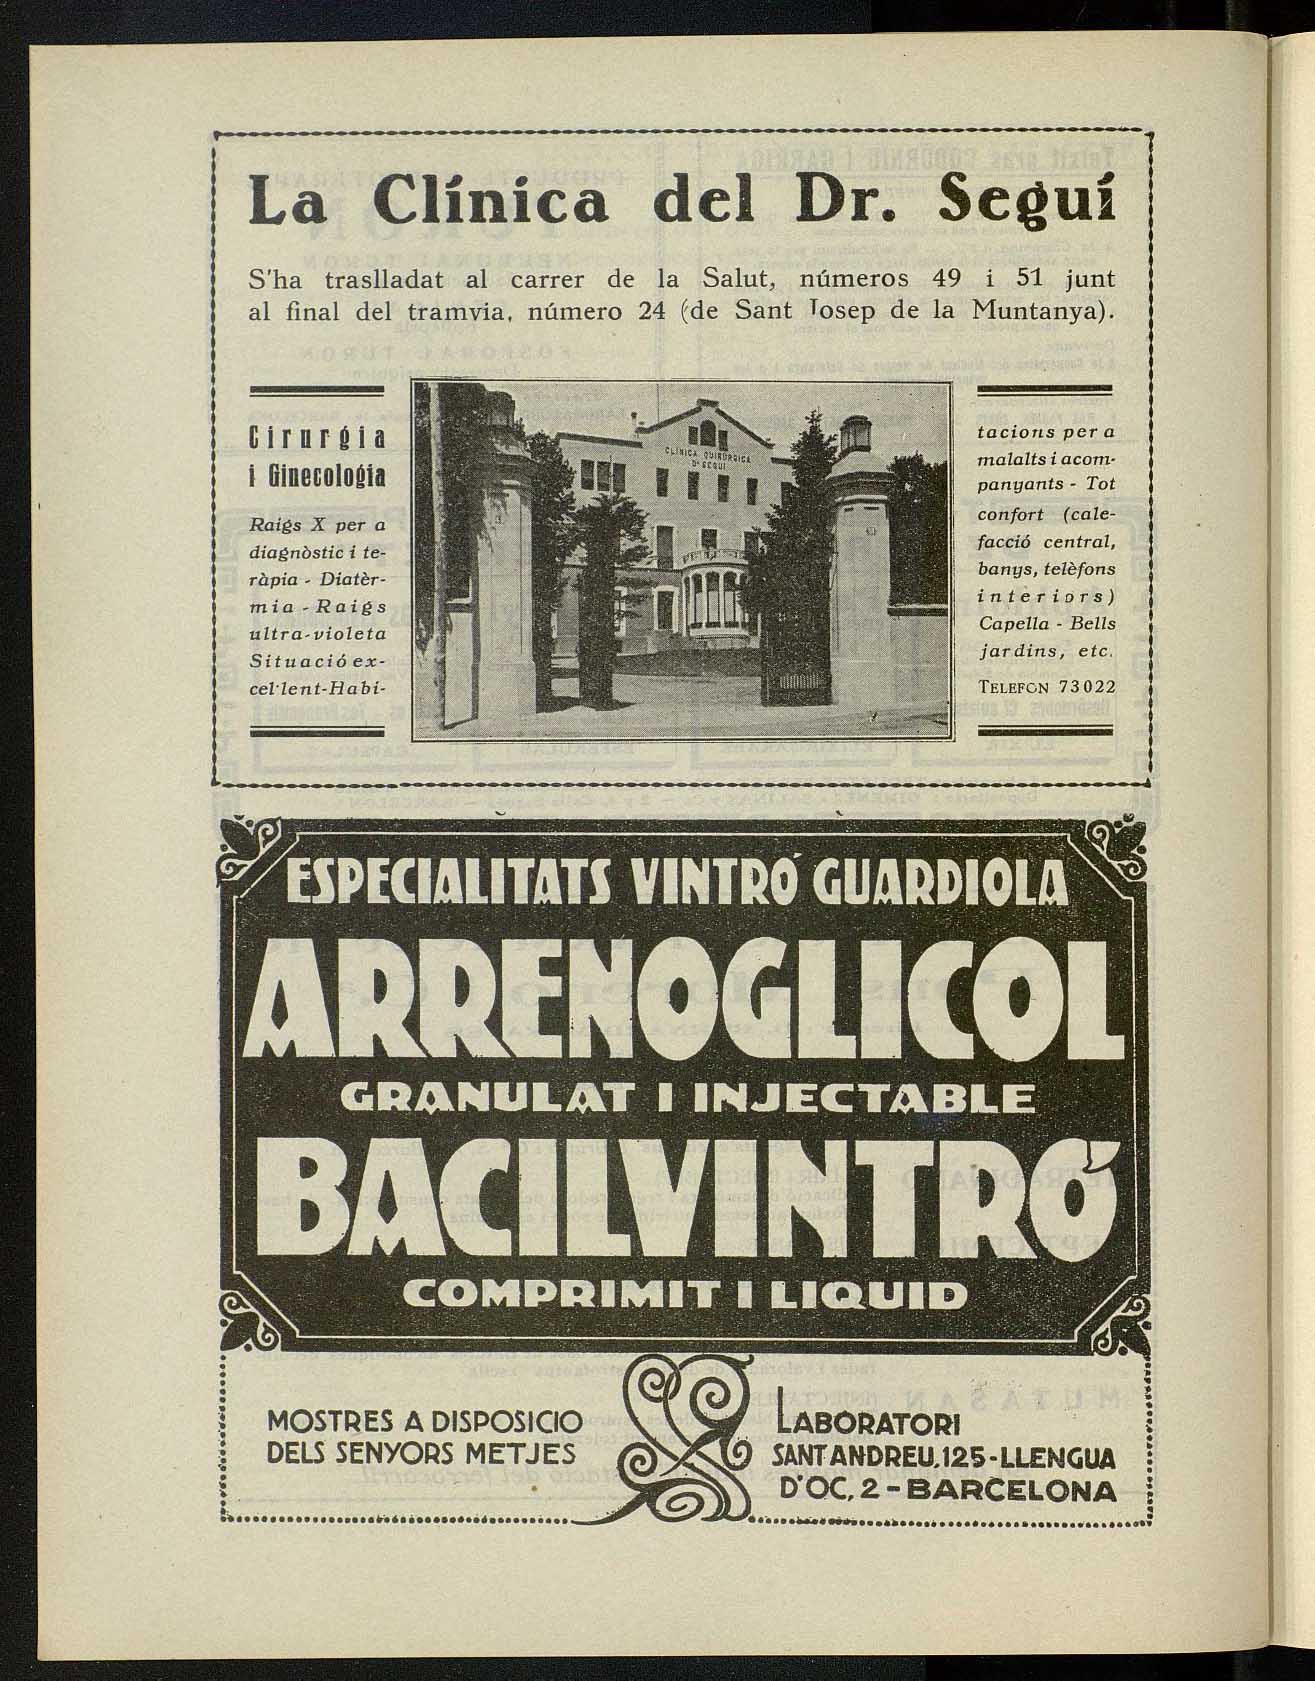 La Clínica del Dr. Seguí
S'ha traslladat al carrer de la Salut, números 49 i 51 junt
al final del tramvia, número 24 (de Sant Josep de la Muntanya).
Cirurgia
i Ginecologia
Raigs X per a
diagnòstic i te-
ràpia - Diatèr-
mia - Raigs
ultra-violeta
Situació ex-
cel·lent-Habi-
CLÍNICA QUIRÚRGICA
Dr SEGUI
tacions per a
malalts i acom-
panyants - Tot
confort (cale-
facció central,
banys, telèfons
interiors)
Capella - Bells
jardins, etc.
TELEFON 73022
ESPECIALITATS VINTRÓ GUARDIOLA
ARRENOGLICOL
GRANULAT I INJECTABLE
BACILVINTRÓ
COMPRIMIT I LIQUID
MOSTRES A DISPOSICIO
DELS SENYORS METJES
LABORATORI
SANT ANDREU, 125-LLENGUA
D'OC, 2-BARCELONA